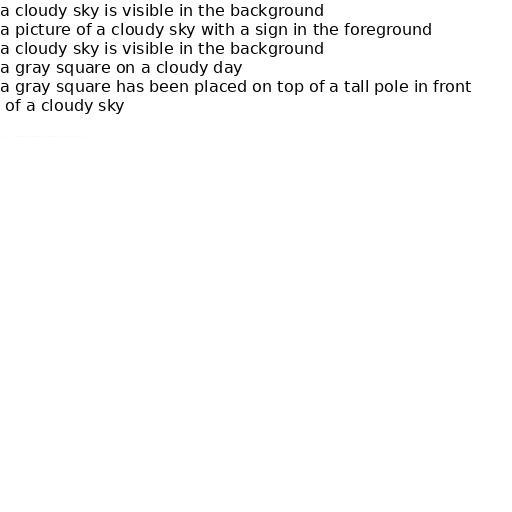 a cloudy sky is visible in the background
a picture of a cloudy sky with a sign in the foreground
a cloudy sky is visible in the background
a gray square on a cloudy day
a gray square has been placed on top of a tall pole in front
of a cloudy sky